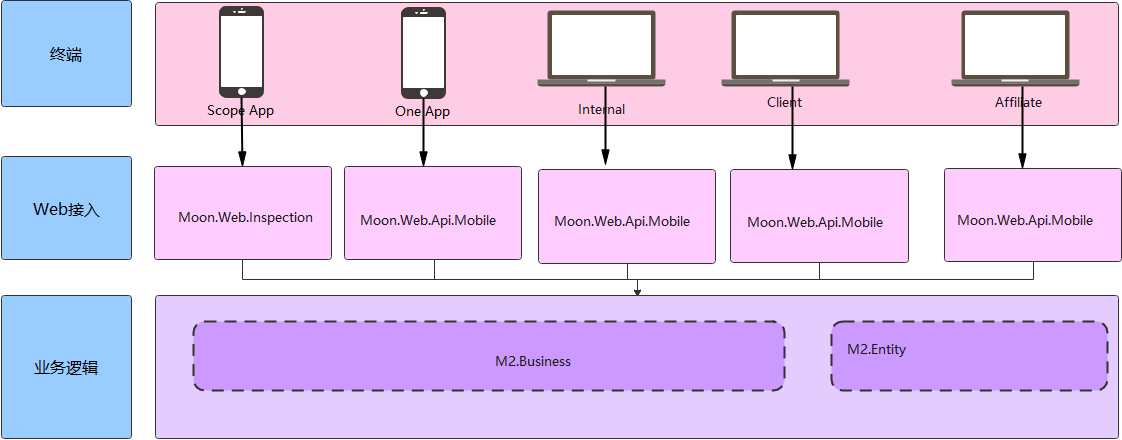 终端
Scope App
One App
Internal
Client
Affiliate
Web接入
Moon.Web.Inspection
Moon.Web.Api.Mobile
Moon.Web.Api.Mobile
Moon.Web.Api.Mobile
Moon.Web.Api.Mobile
业务逻辑
M2.Business
M2.Entity